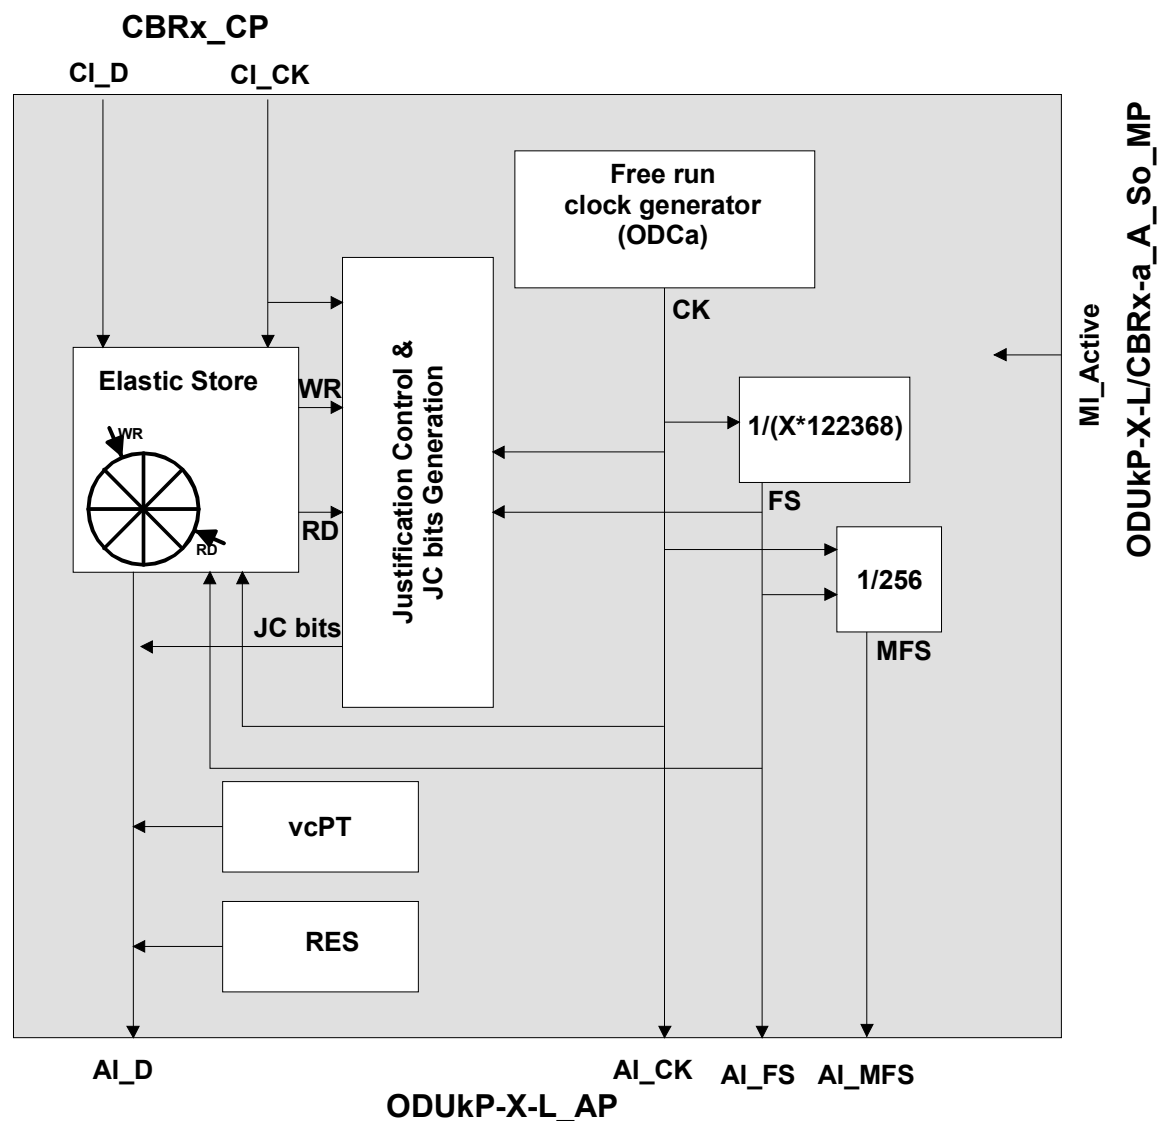 CBRx_CP
CI_D
CI_CK
Free run
clock generator
(ODCa)
CK
ODUkP-X-L/CBRx-a_A_So_MP
MI_Active
Elastic Store
WR
WR
RD
RD
Justification Control &
JC bits Generation
1/(X*122368)
FS
1/256
MFS
JC bits
vcPT
RES
AI_D
AI_CK
AI_FS
AI_MFS
ODUkP-X-L_AP